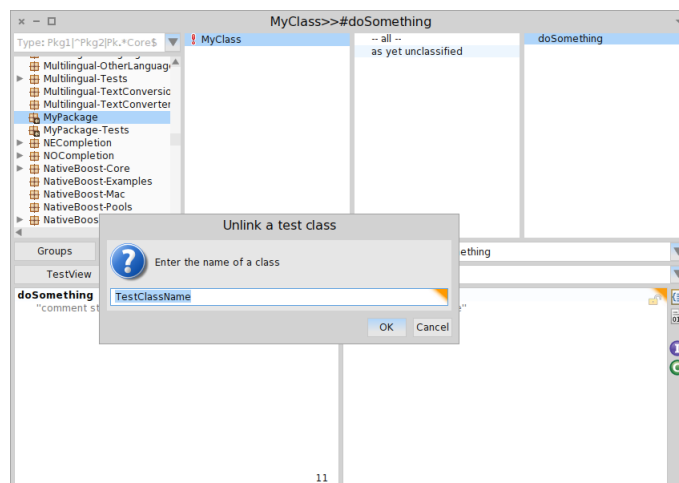 MyClass>>#doSomething
Type: Pkg1|^Pkg2|Pk.*Core$
Multilingual-OtherLanguag
Multilingual-Tests
Multilingual-TextConversic
Multilingual-TextConverter
MyPackage
MyPackage-Tests
NECompletion
NOCompletion
NativeBoost-Core
NativeBoost-Examples
NativeBoost-Mac
NativeBoost-Pools
NativeBoos
MyClass
-- all --
as yet unclassified
doSomething
Unlink a test class
Enter the name of a class
TestClassName
OK
Cancel
Groups
ething
TestView
doSomething
"comment st
e"
11